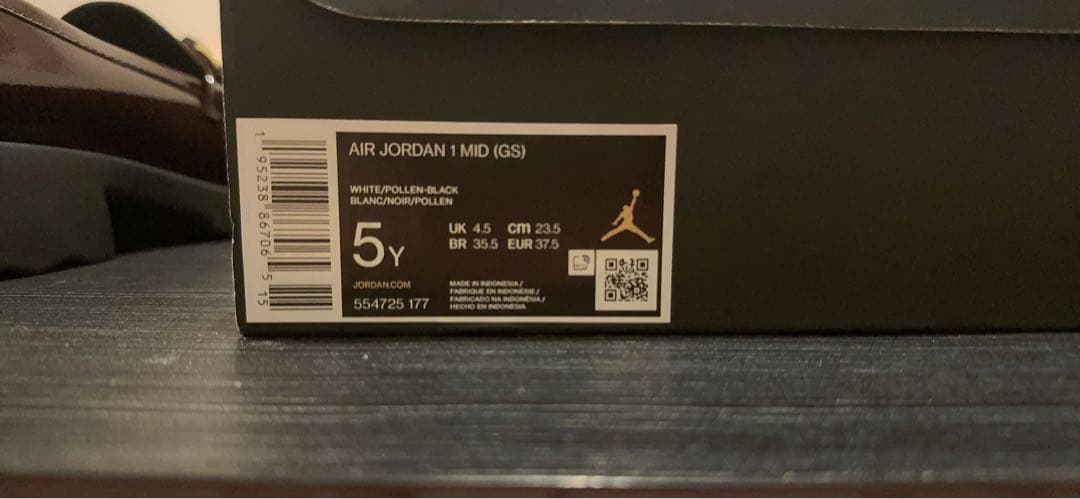 1 95238 86706 5 15
AIR JORDAN 1 MID (GS)
WHITE/POLLEN-BLACK
BLANC/NOIR/POLLEN
5Y
UK 4.5 cm 23.5
BR 35.5 EUR 37.5
JORDAN.COM
554725 177
MADE IN INDONESIA /
FABRIQUE EN INDONÉSIE /
FABRICADO NA INDONÉSIA /
HECHO EN INDONESIA